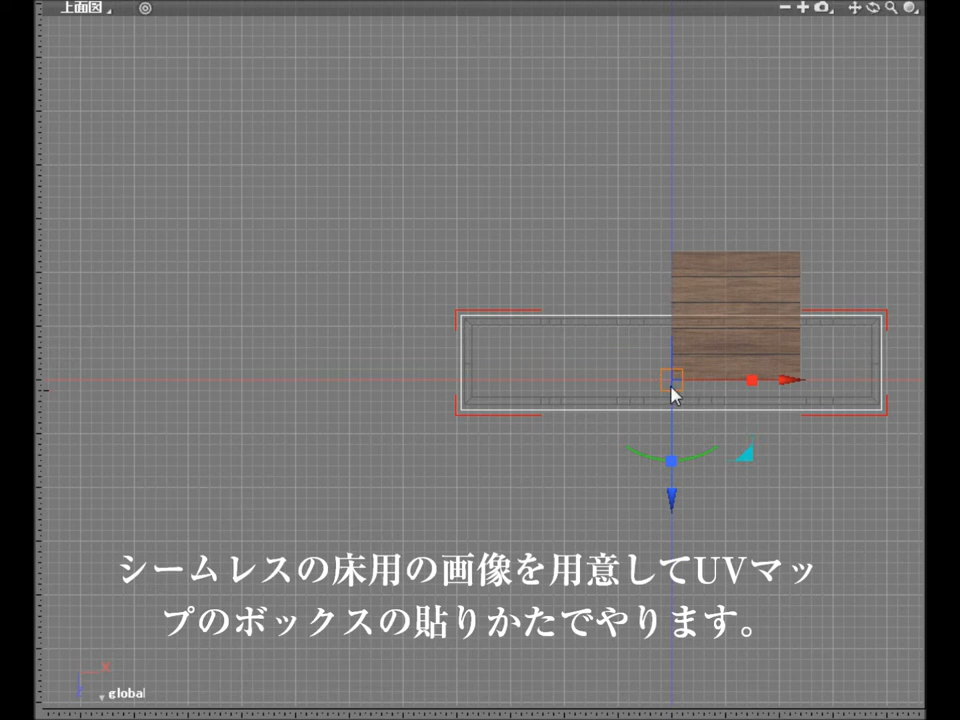 上面図
シームレスの床用の画像を用意してUVマッ
プのボックスの貼りかたでやります。
X
global